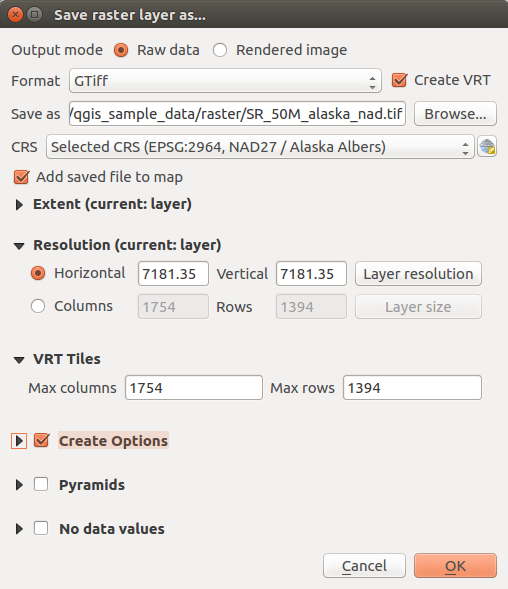 Save raster layer as...
Output mode Raw data Rendered image
Format GTiff Create VRT
Save as /qgis_sample_data/raster/SR_50M_alaska_nad.tif Browse...
CRS Selected CRS (EPSG:2964, NAD27 / Alaska Albers)
Add saved file to map
Extent (current: layer)
Resolution (current: layer)
Horizontal 7181.35 Vertical 7181.35 Layer resolution
Columns 1754 Rows 1394 Layer size
VRT Tiles
Max columns 1754 Max rows 1394
Create Options
Pyramids
No data values
Cancel OK